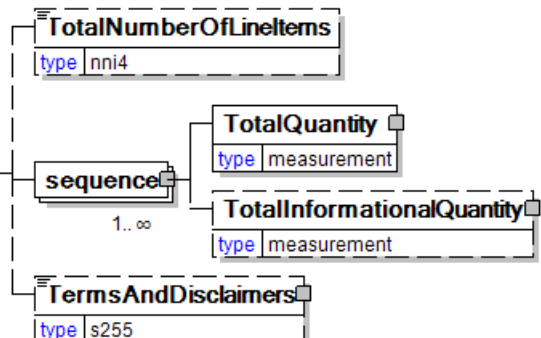 TotalNumberOfLineItems
type nni4
TotalQuantity
type measurement
sequence
1.. ∞
TotalInformationalQuantity
type measurement
TermsAndDisclaimers
type s255